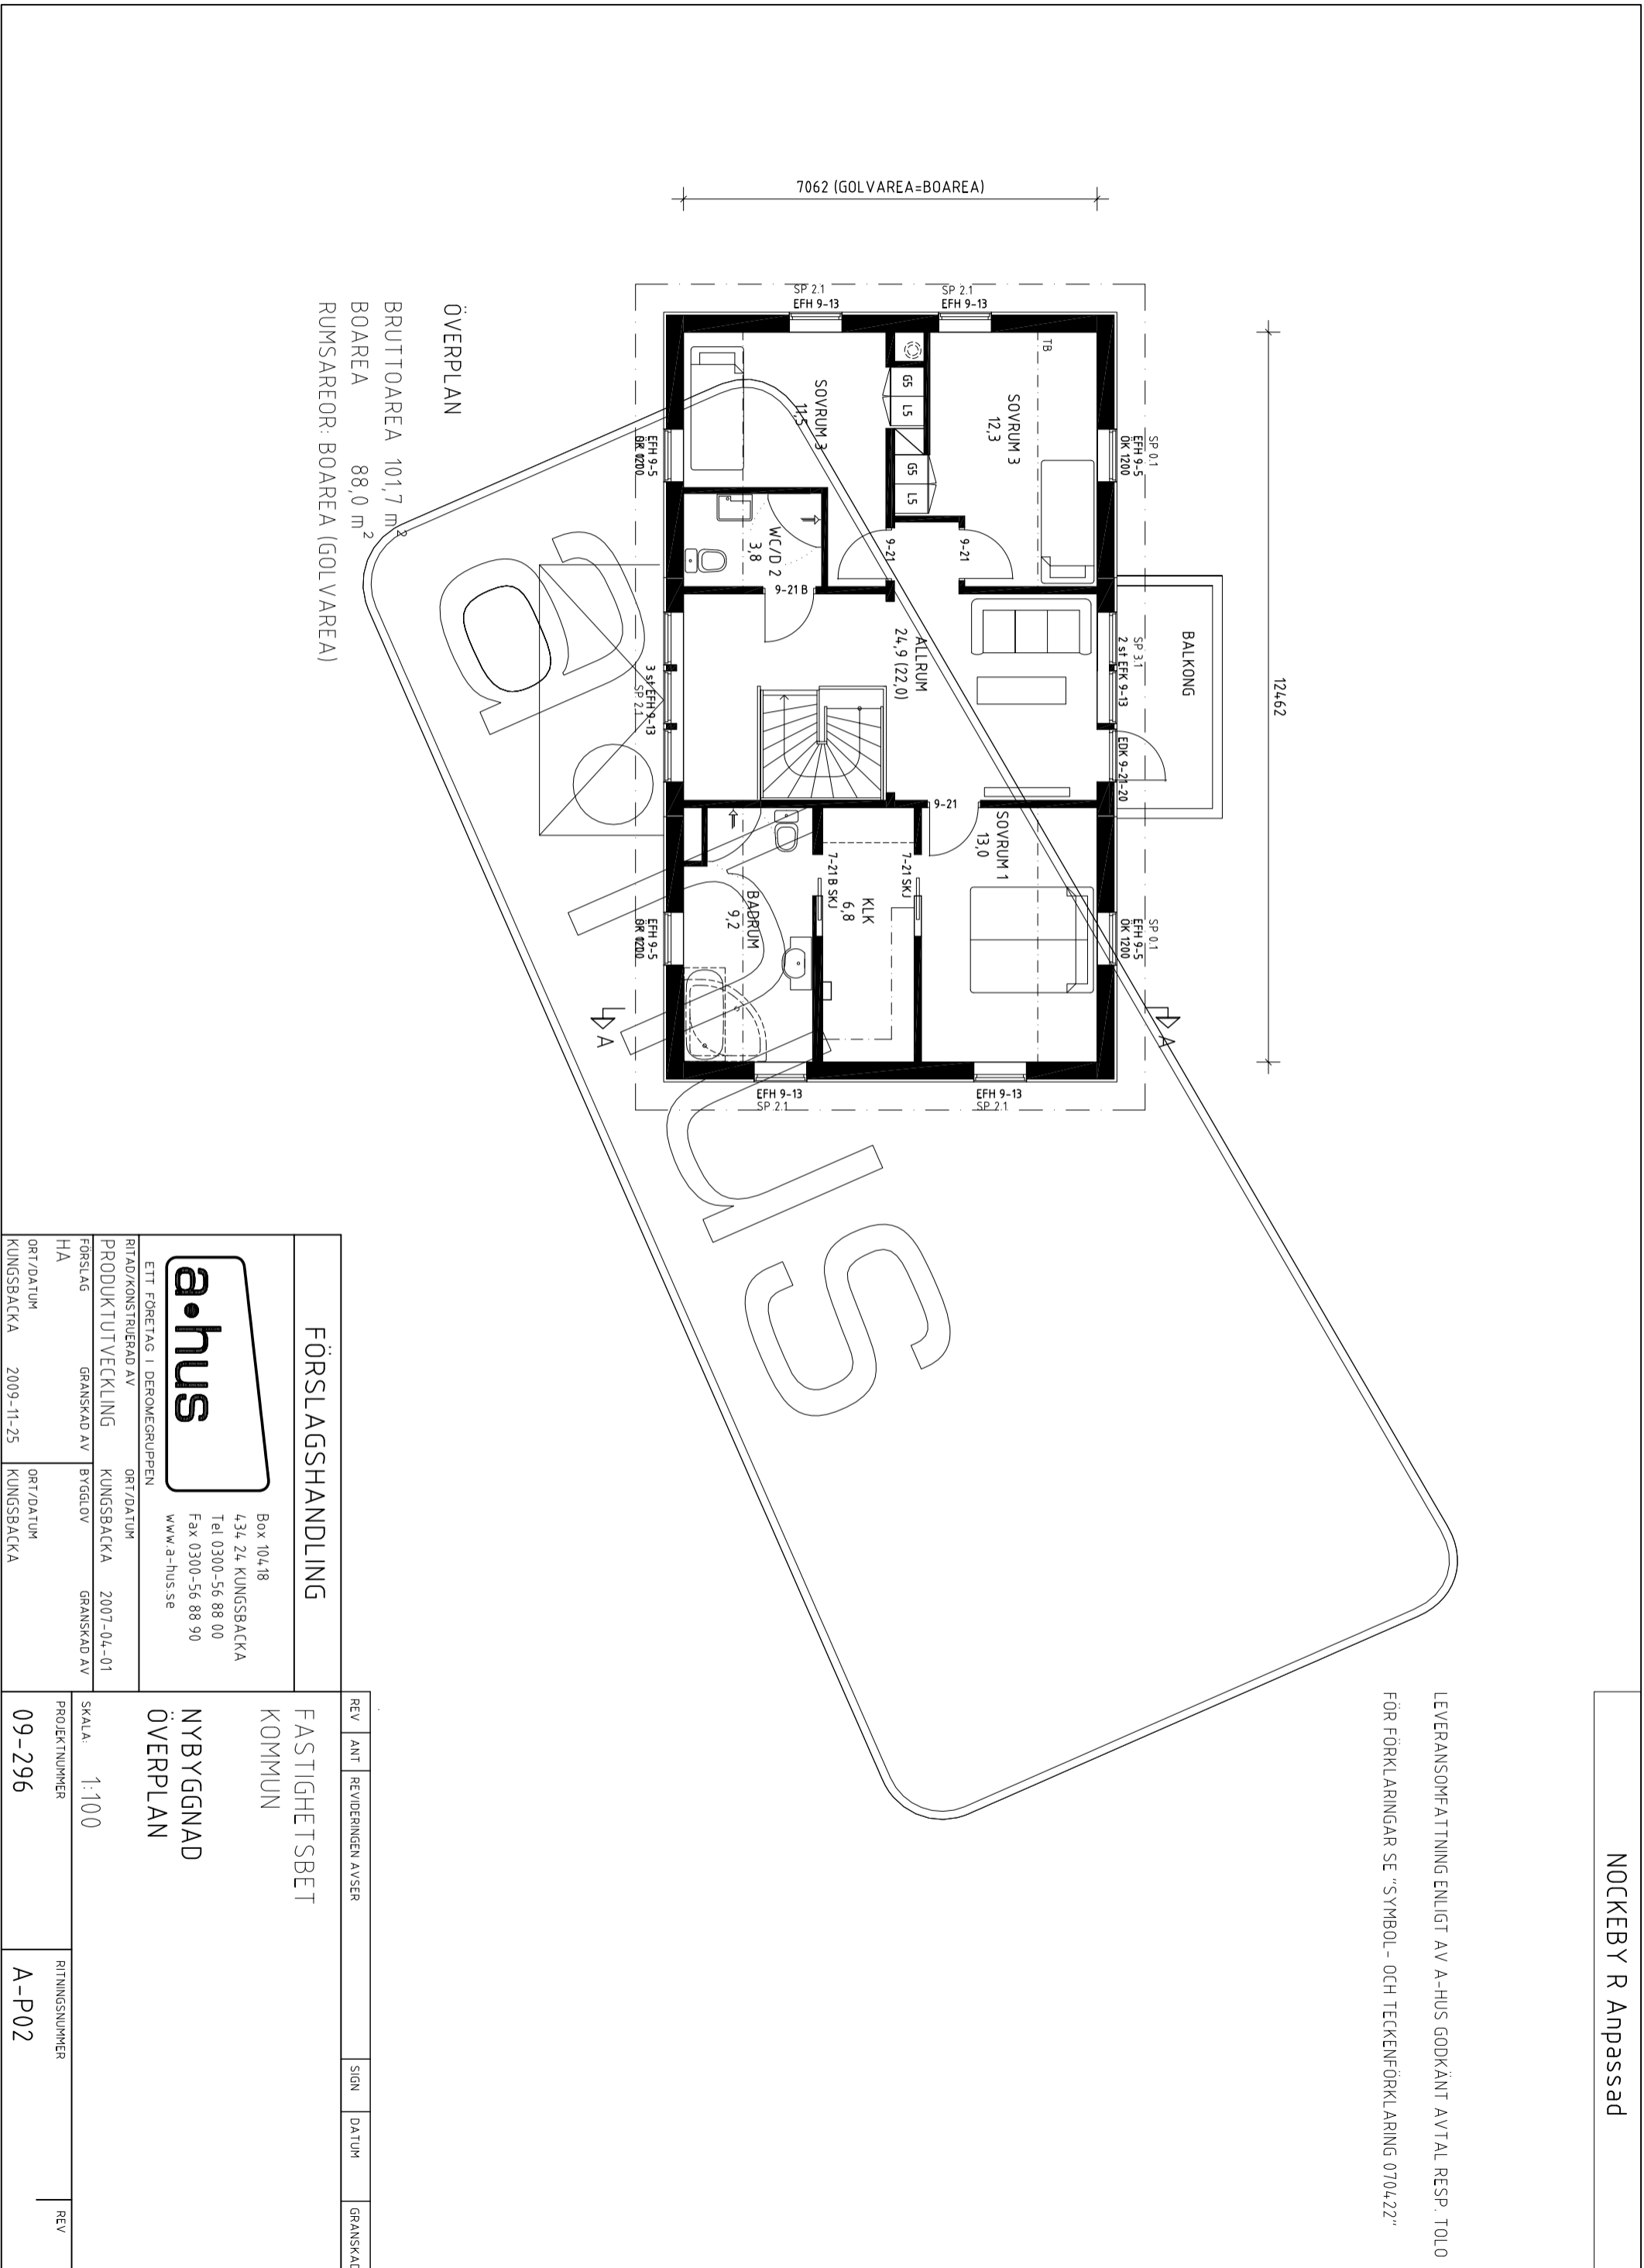 NOCKEBY R Anpassad
LEVERANSOMFATTNING ENLIGT AV A-HUS GODKÄNT AVTAL RESP. TOLO
FÖR FÖRKLARINGAR SE "SYMBOL- OCH TECKENFÖRKLARING 070422"
12462
7062 (GOLVAREA=BOAREA)
BALKONG
SP 0.1
EFH 9-5
ÖK 1200
SP 3.1
2 st EFK 9-13
EDK 9-21-20
SP 0.1
EFH 9-5
ÖK 1200
A
A
SP 2.1
EFH 9-13
SP 2.1
EFH 9-13
TB
SOVRUM 3
12,3
G5
L5
G5
L5
SOVRUM 3
11,5
9-21
9-21
WC/D 2
3,8
9-21 B
ALLRUM
24,9 (22,0)
9-21
SOVRUM 1
13,0
7-21 SKJ
KLK
6,8
7-21 B SKJ
BADRUM
9,2
EFH 9-13
SP 2.1
EFH 9-13
SP 2.1
EFH 9-5
ÖK 1200
3 st EFH 9-13
SP 2.1
EFH 9-5
ÖK 1200
a hus
ÖVERPLAN
BRUTTOAREA 101,7 m2
BOAREA 88,0 m2
RUMSAREOR: BOAREA (GOLVAREA)
FÖRSLAGSHANDLING
a•hus
Box 10418
434 24 KUNGSBACKA
Tel 0300-56 88 00
Fax 0300-56 88 90
www.a-hus.se
ETT FÖRETAG I DEROMEGRUPPEN
RITAD/KONSTRUERAD AV ORT/DATUM
PRODUKTUTVECKLING KUNGSBACKA 2007-04-01
FÖRSLAG GRANSKAD AV BYGGLOV GRANSKAD AV
HA
ORT/DATUM ORT/DATUM
KUNGSBACKA 2009-11-25 KUNGSBACKA
REV ANT REVIDERINGEN AVSER SIGN DATUM GRANSKAD
FASTIGHETSBET
KOMMUN
NYBYGGNAD
ÖVERPLAN
SKALA: 1:100
PROJEKTNUMMER RITNINGSNUMMER REV
09-296 A-P02